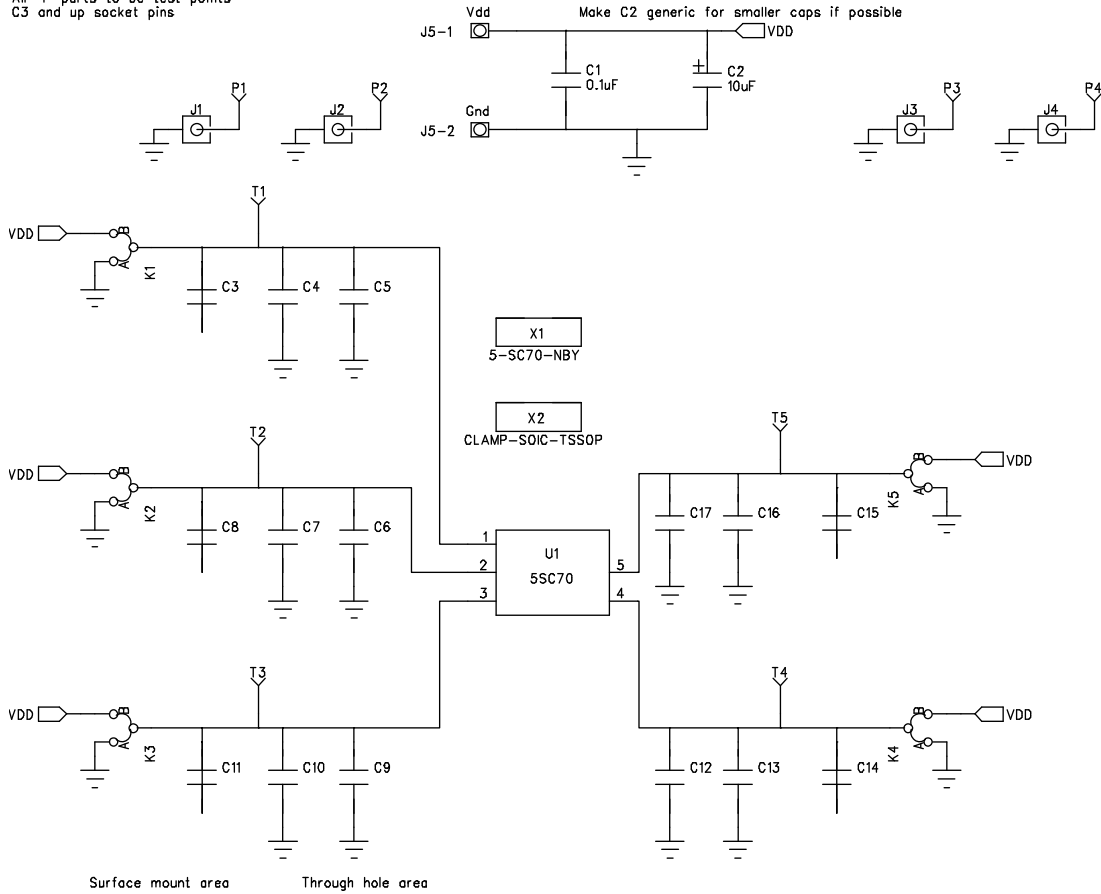 C3 and up socket pins
Vdd
Make C2 generic for smaller caps if possible
J5-1
VDD
C1
0.1uF
+
C2
10uF
P1
P2
P3
P4
J1
J2
J3
J4
Gnd
J5-2
T1
VDD
B
A
K1
C3
C4
C5
X1
5-SC70-NBY
X2
CLAMP-SOIC-TSSOP
T2
VDD
B
A
K2
C8
C7
C6
T5
VDD
B
A
K5
C17
C16
C15
U1
5SC70
1
2
3
5
4
T3
VDD
B
A
K3
C11
C10
C9
T4
VDD
B
A
K4
C12
C13
C14
Surface mount area
Through hole area